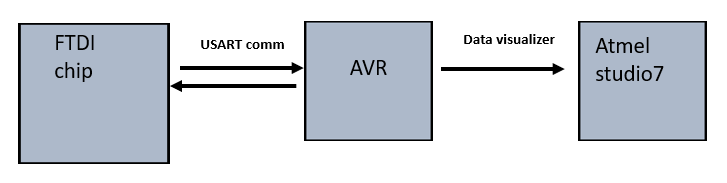 FTDI
chip
USART comm
AVR
Data visualizer
Atmel
studio7